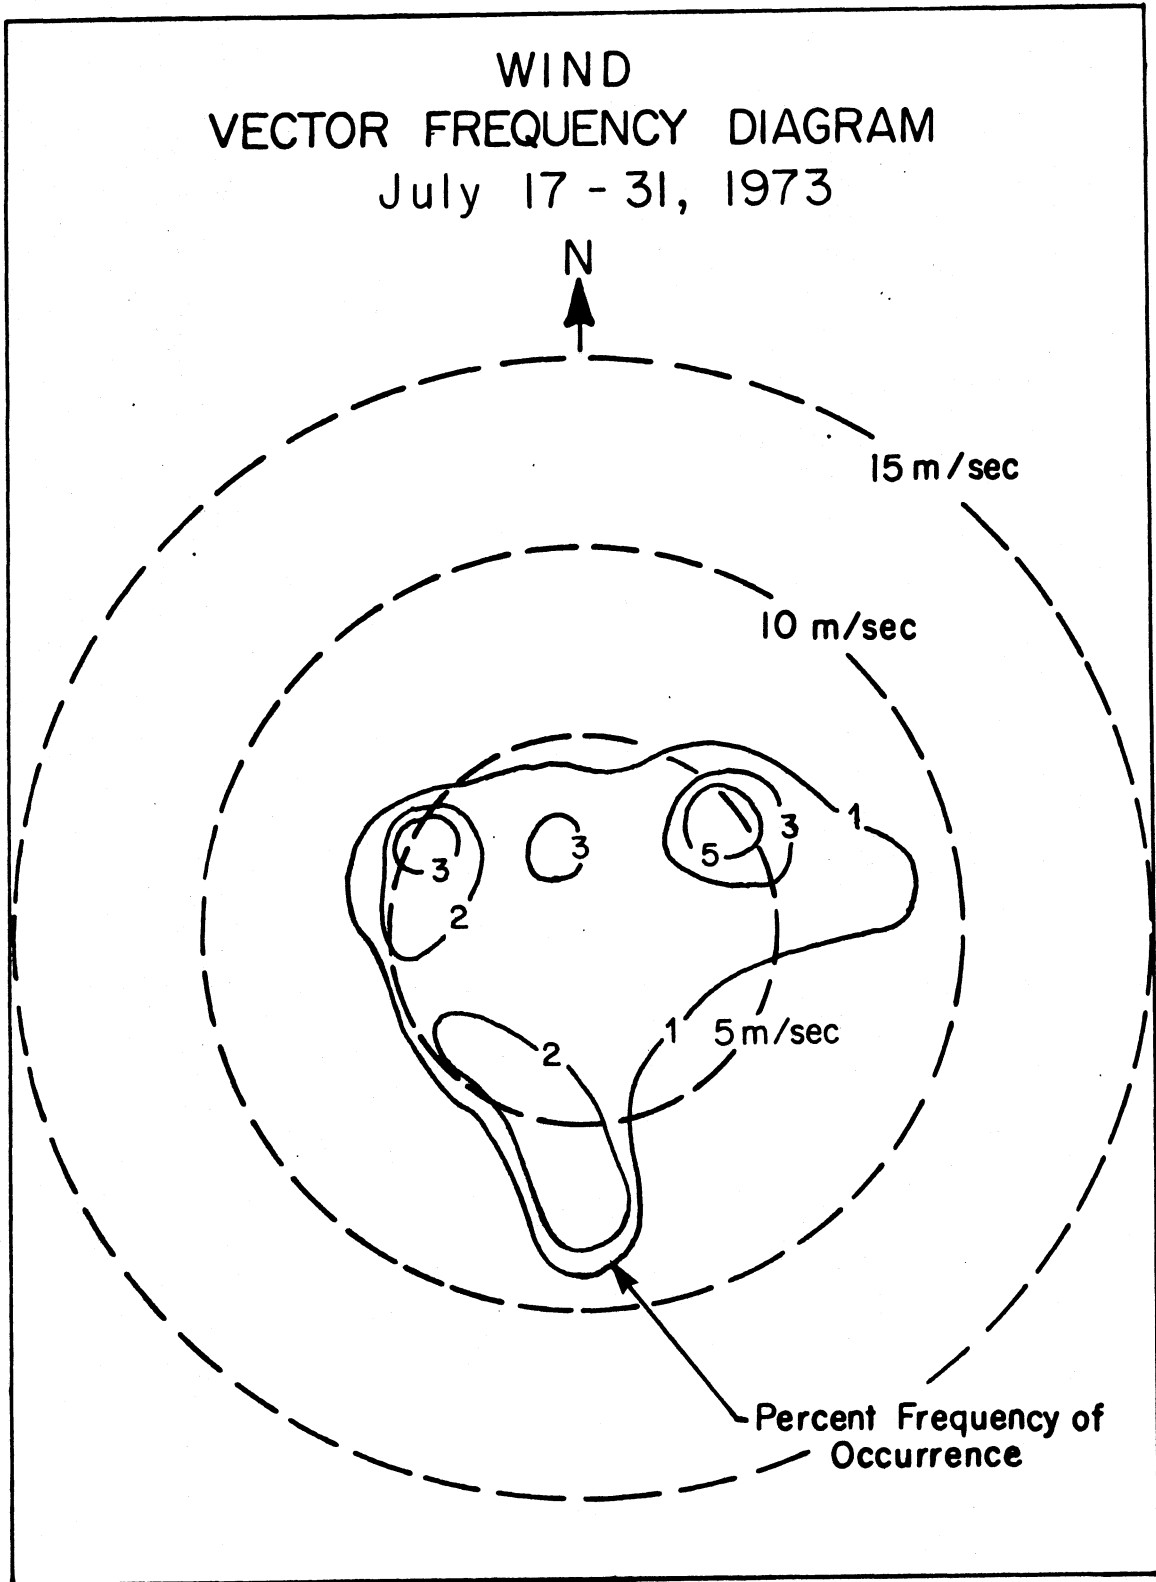 WIND
VECTOR FREQUENCY DIAGRAM
July 17 - 31, 1973
N
15 m/sec
10 m/sec
1
3
3
5
3
2
1
5 m/sec
2
Percent Frequency of
Occurrence